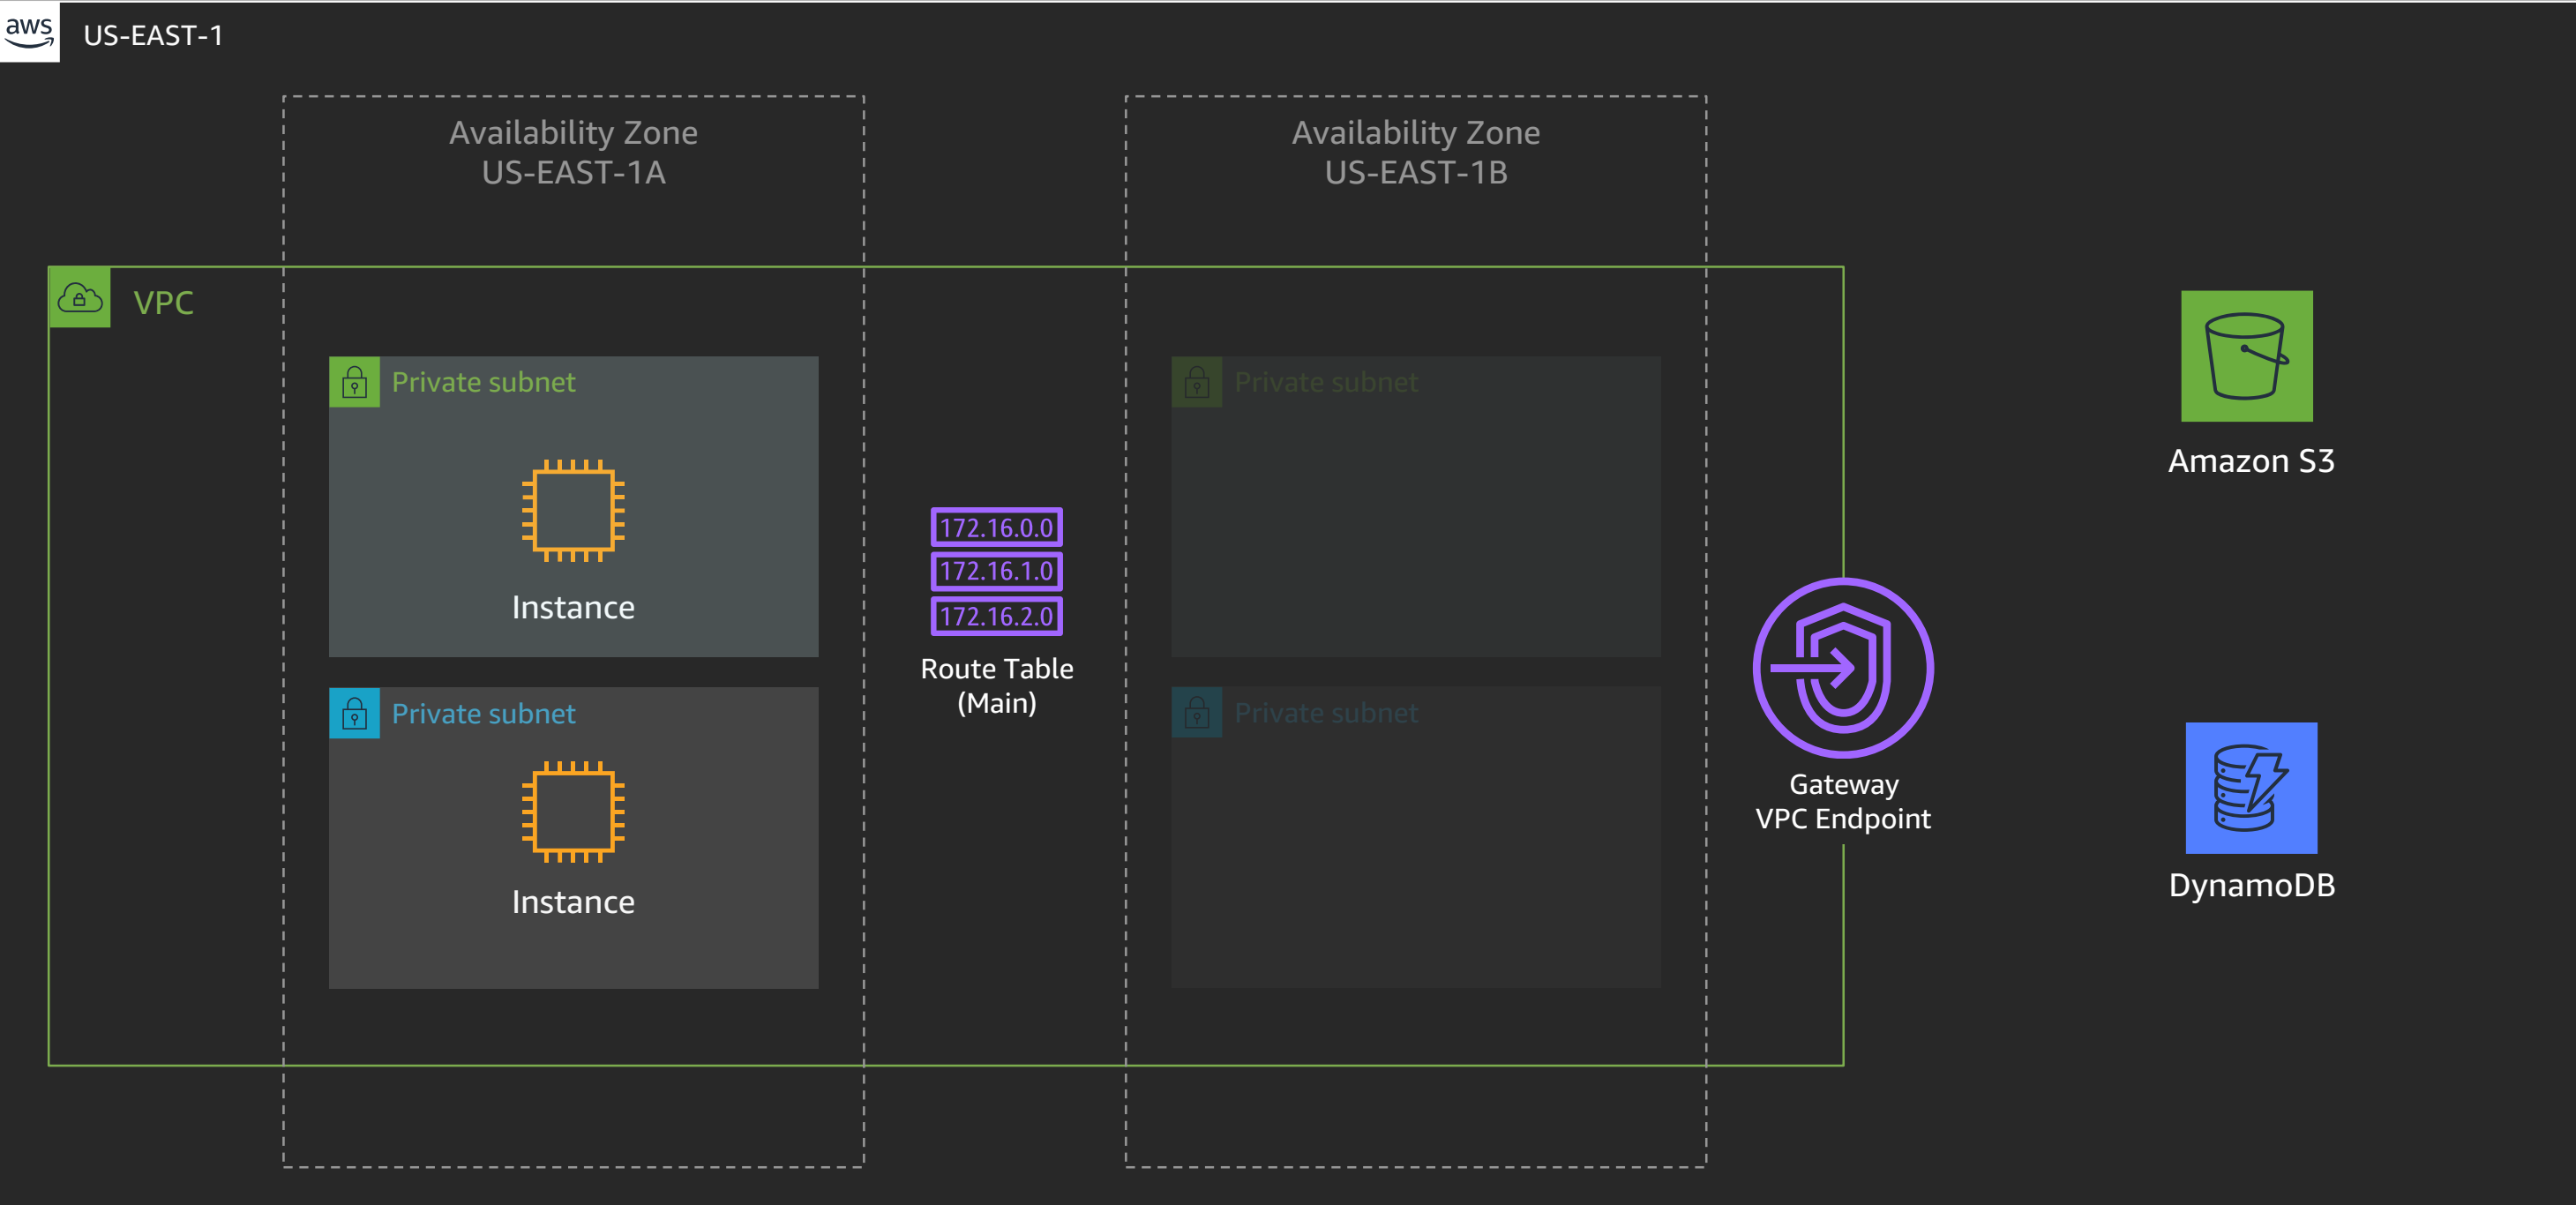 aws
US-EAST-1
Availability Zone
US-EAST-1A
Availability Zone
US-EAST-1B
VPC
Private subnet
Instance
Private subnet
Instance
172.16.0.0
172.16.1.0
172.16.2.0
Route Table
(Main)
Private subnet
Private subnet
Gateway
VPC Endpoint
Amazon S3
DynamoDB